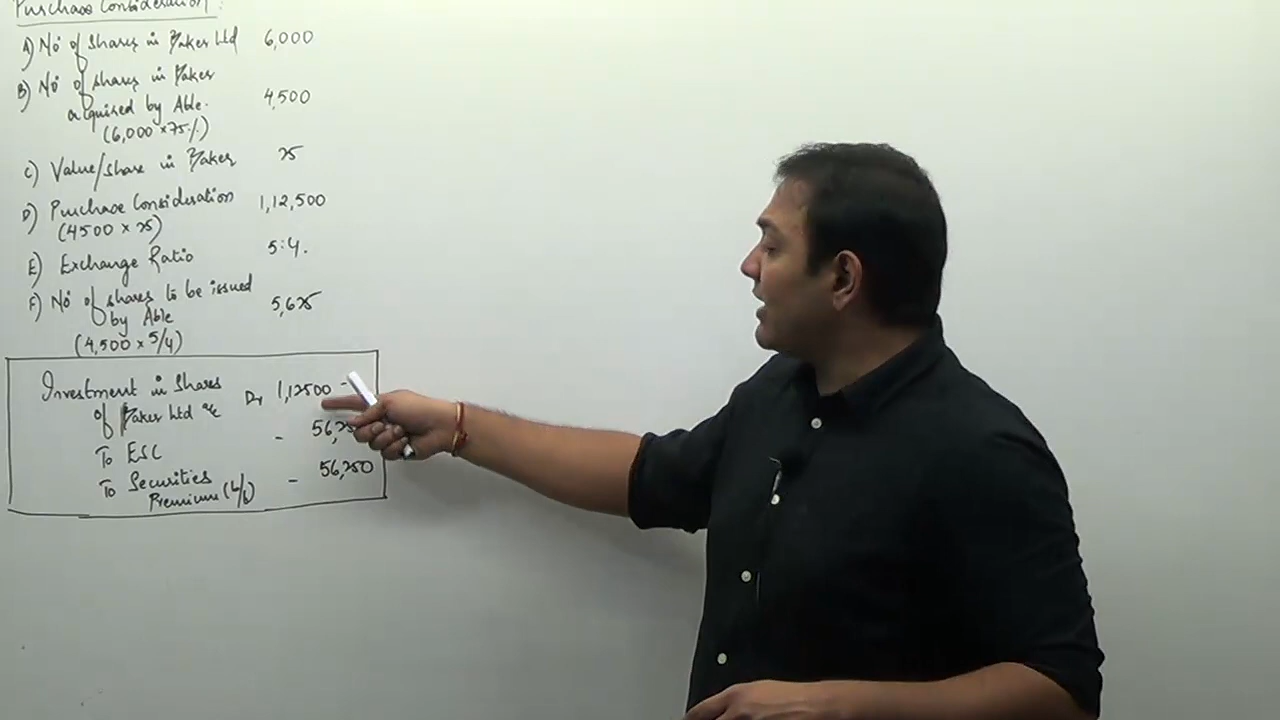 Purchase Consideration:
A) No of shares in Baker Ltd 6,000
B) No of shares in Baker
acquired by Able. 4,500
(6,000 x 75%)
C) Value/share in Baker 25
D) Purchase Consideration 1,12,500
(4500 x 25)
E) Exchange Ratio 5:4.
F) No of shares to be issued
by Able 5,625
(4,500 x 5/4)
Investment in Shares
of Baker Ltd a/c Dr 1,12500 -
To ESC - 56,25
To Securities
Premium (b/f) - 56,250